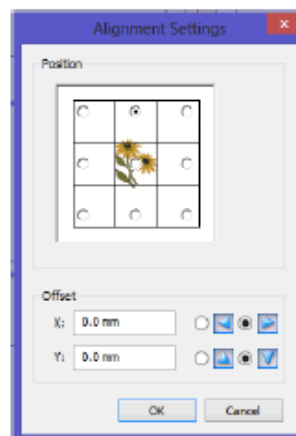 Alignment Settings
Position
Offset
X: 0.0 mm
Y: 0.0 mm
OK Cancel